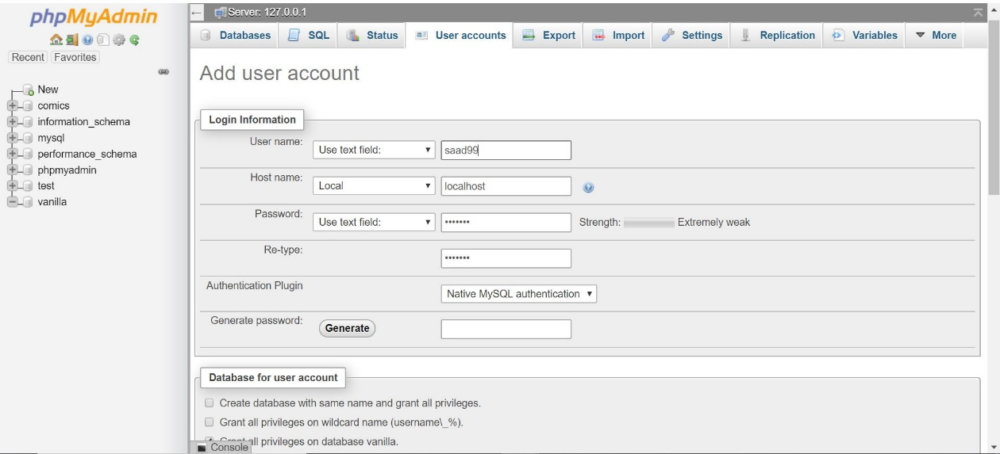 phpMyAdmin
Recent Favorites
New
comics
information_schema
mysql
performance_schema
phpmyadmin
test
vanilla
Server: 127.0.0.1
Databases SQL Status User accounts Export Import Settings Replication Variables More
Add user account
Login Information
User name: Use text field: saad99
Host name: Local localhost
Password: Use text field: ••••••• Strength: Extremely weak
Re-type: •••••••
Authentication Plugin Native MySQL authentication
Generate password: Generate
Database for user account
Create database with same name and grant all privileges.
Grant all privileges on wildcard name (username\_%).
Grant all privileges on database vanilla.
Console